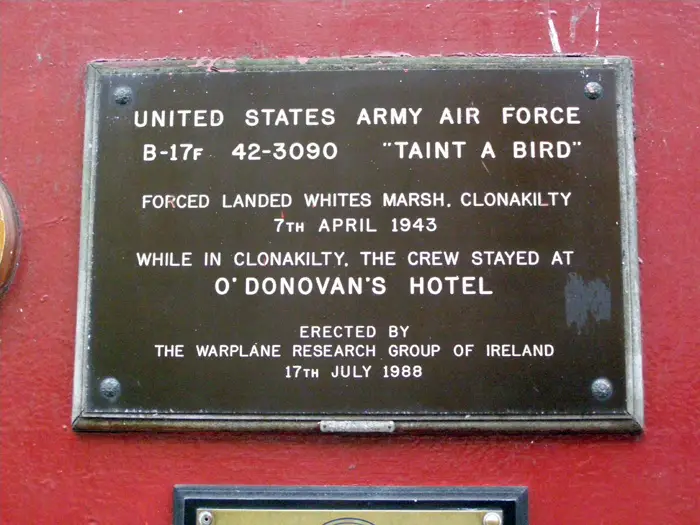 UNITED STATES ARMY AIR FORCE
B-17F 42-3090 "TAINT A BIRD"
FORCED LANDED WHITES MARSH, CLONAKILTY
7TH APRIL 1943
WHILE IN CLONAKILTY, THE CREW STAYED AT
O'DONOVAN'S HOTEL
ERECTED BY
THE WARPLANE RESEARCH GROUP OF IRELAND
17TH JULY 1988